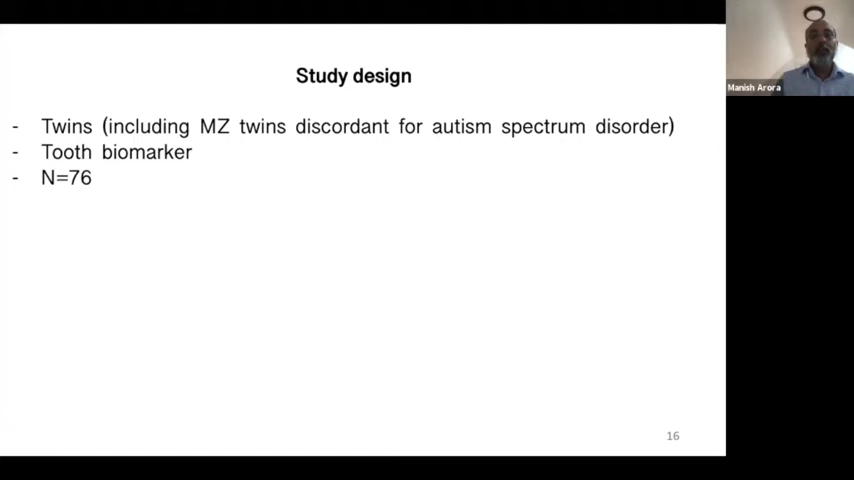 Study design
- Twins (including MZ twins discordant for autism spectrum disorder)
- Tooth biomarker
- N=76
16
Manish Arora